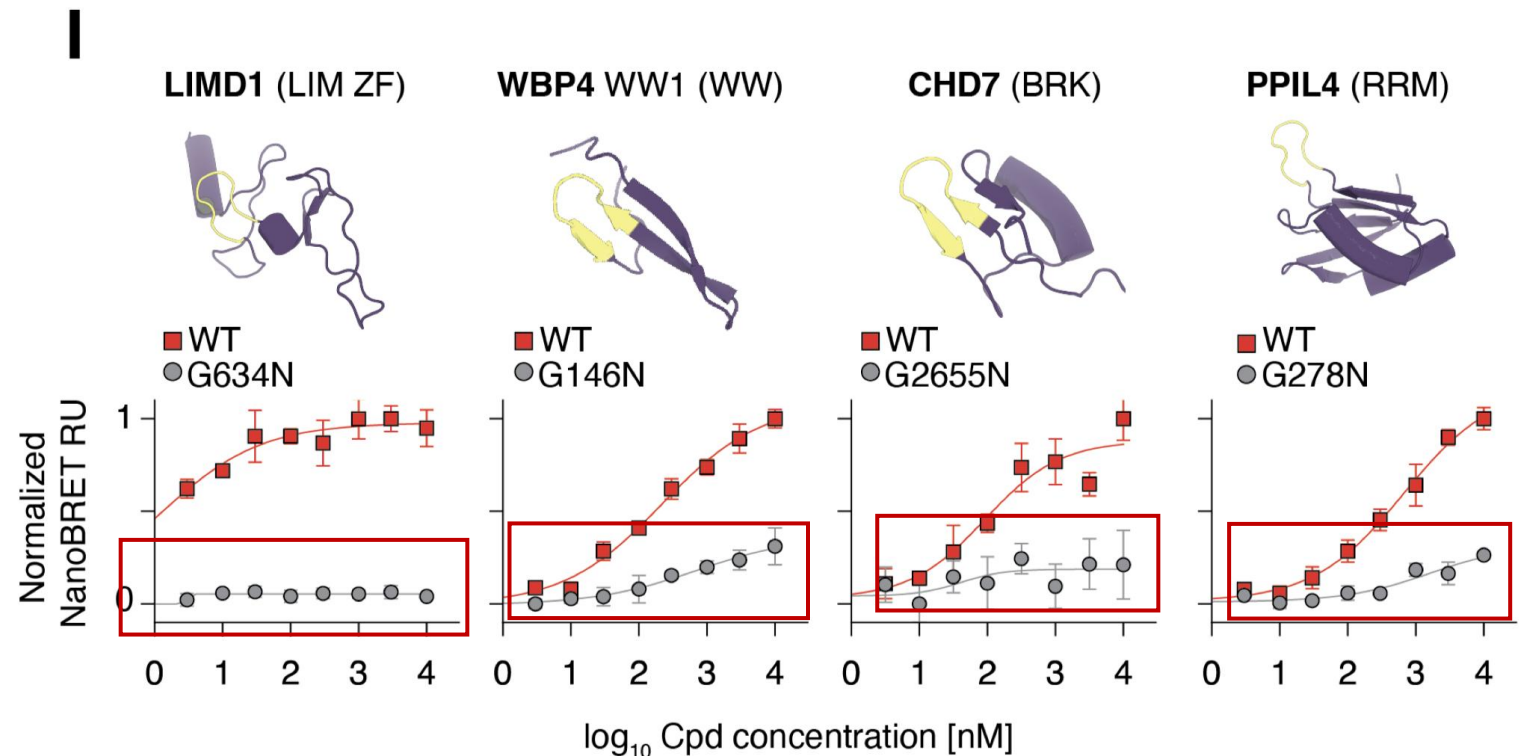 I
LIMD1 (LIM ZF)
WBP4 WW1 (WW)
CHD7 (BRK)
PPIL4 (RRM)
WT
G634N
WT
G146N
WT
G2655N
WT
G278N
Normalized
NanoBRET RU
1
0
0 1 2 3 4
0 1 2 3 4
0 1 2 3 4
0 1 2 3 4
log10 Cpd concentration [nM]